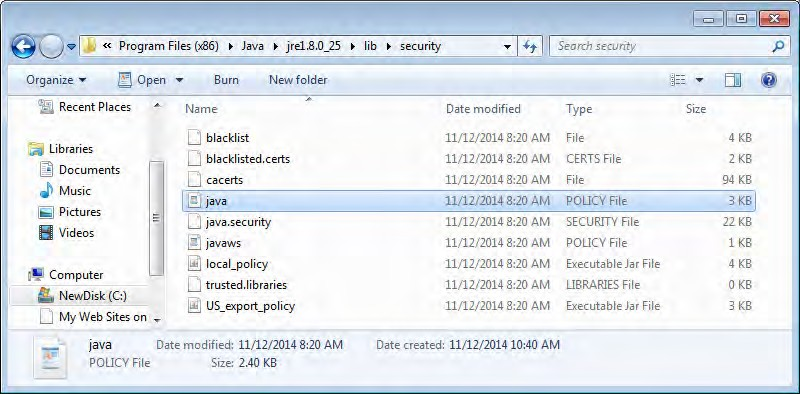 « Program Files (x86) Java jre1.8.0_25 lib security Search security
Organize Open Burn New folder
Recent Places
Libraries
Documents
Music
Pictures
Videos
Computer
NewDisk (C:)
My Web Sites on
Name Date modified Type Size
blacklist 11/12/2014 8:20 AM File 4 KB
blacklisted.certs 11/12/2014 8:20 AM CERTS File 2 KB
cacerts 11/12/2014 8:20 AM File 94 KB
java 11/12/2014 8:20 AM POLICY File 3 KB
java.security 11/12/2014 8:20 AM SECURITY File 22 KB
javaws 11/12/2014 8:20 AM POLICY File 1 KB
local_policy 11/12/2014 8:20 AM Executable Jar File 4 KB
trusted.libraries 11/12/2014 8:20 AM LIBRARIES File 0 KB
US_export_policy 11/12/2014 8:20 AM Executable Jar File 3 KB
java Date modified: 11/12/2014 8:20 AM Date created: 11/12/2014 10:40 AM
POLICY File Size: 2.40 KB